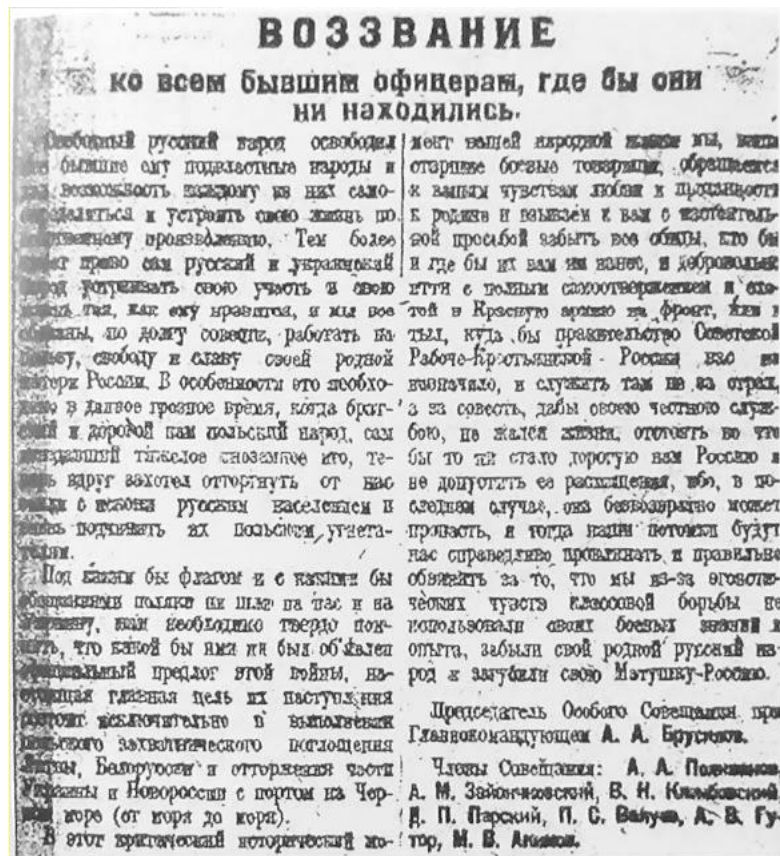 ВОЗЗВАНИЕ
ко всем бывшим офицерам, где бы они
ни находились.
Свободный русский народ освободил
все бывшие ему подвластные народы и
дал возможность каждому из них само-
определиться и устроить свою жизнь по
собственному произволению. Тем более
имеет право сам русский и украинский
народ устраивать свою участь и свою
жизнь так, как ему нравится, и мы все
обязаны, по долгу совести, работать на
пользу, свободу и славу своей родной
матери России. В особенности это необхо-
димо в данное грозное время, когда брат-
ский и дорогой нам польский народ, сам
изведавший тяжелое иноземное иго, те-
перь вдруг захотел отторгнуть от нас
земли с искони русским населением и
вновь подчинить их польским угнета-
телям.
Под каким бы флагом и с какими бы
обещаниями поляки ни шли на нас и на
Украину, нам необходимо твердо пом-
нить, что какой бы ими ни был об'явлен
официальный предлог этой войны, на-
стоящая главная цель их наступления
состоит исключительно в выполнении
польского захватнического поглощения
Литвы, Белоруссии и отторжения части
Украины и Новороссии с портом на Чер-
ном море (от моря до моря).
В этот критический исторический мо-
мент нашей народной жизни мы, ваши
старшие боевые товарищи, обращаемся
к вашим чувствам любви и преданности
к родине и взываем к вам с настоятель-
ной просьбой забыть все обиды, кто бы
и где бы их вам ни нанес, и добровольно
итти с полным самоотвержением и охо-
той в Красную армию на фронт, или в
тыл, куда бы правительство Советской
Рабоче-Крестьянской России вас ни
назначило, и служить там не за страх,
а за совесть, дабы своею честною служ-
бою, не жалея жизни, отстоять во что
бы то ни стало дорогую нам Россию и
не допустить ее расхищения, ибо, в по-
следнем случае, она безвозвратно может
пропасть, и тогда наши потомки будут
нас справедливо проклинать и правильно
обвинять за то, что мы из-за эгоисти-
ческих чувств классовой борьбы не
использовали своих боевых знаний и
опыта, забыли свой родной русский на-
род и загубили свою Матушку-Россию.
Председатель Особого Совещания при
Главнокомандующем А. А. Брусилов.
Члены Совещания: А. А. Поливанов,
А. М. Зайончковский, В. Н. Клембовский,
Д. П. Парский, П. С. Валуев, А. Е. Гу-
тор, М. В. Акимов.